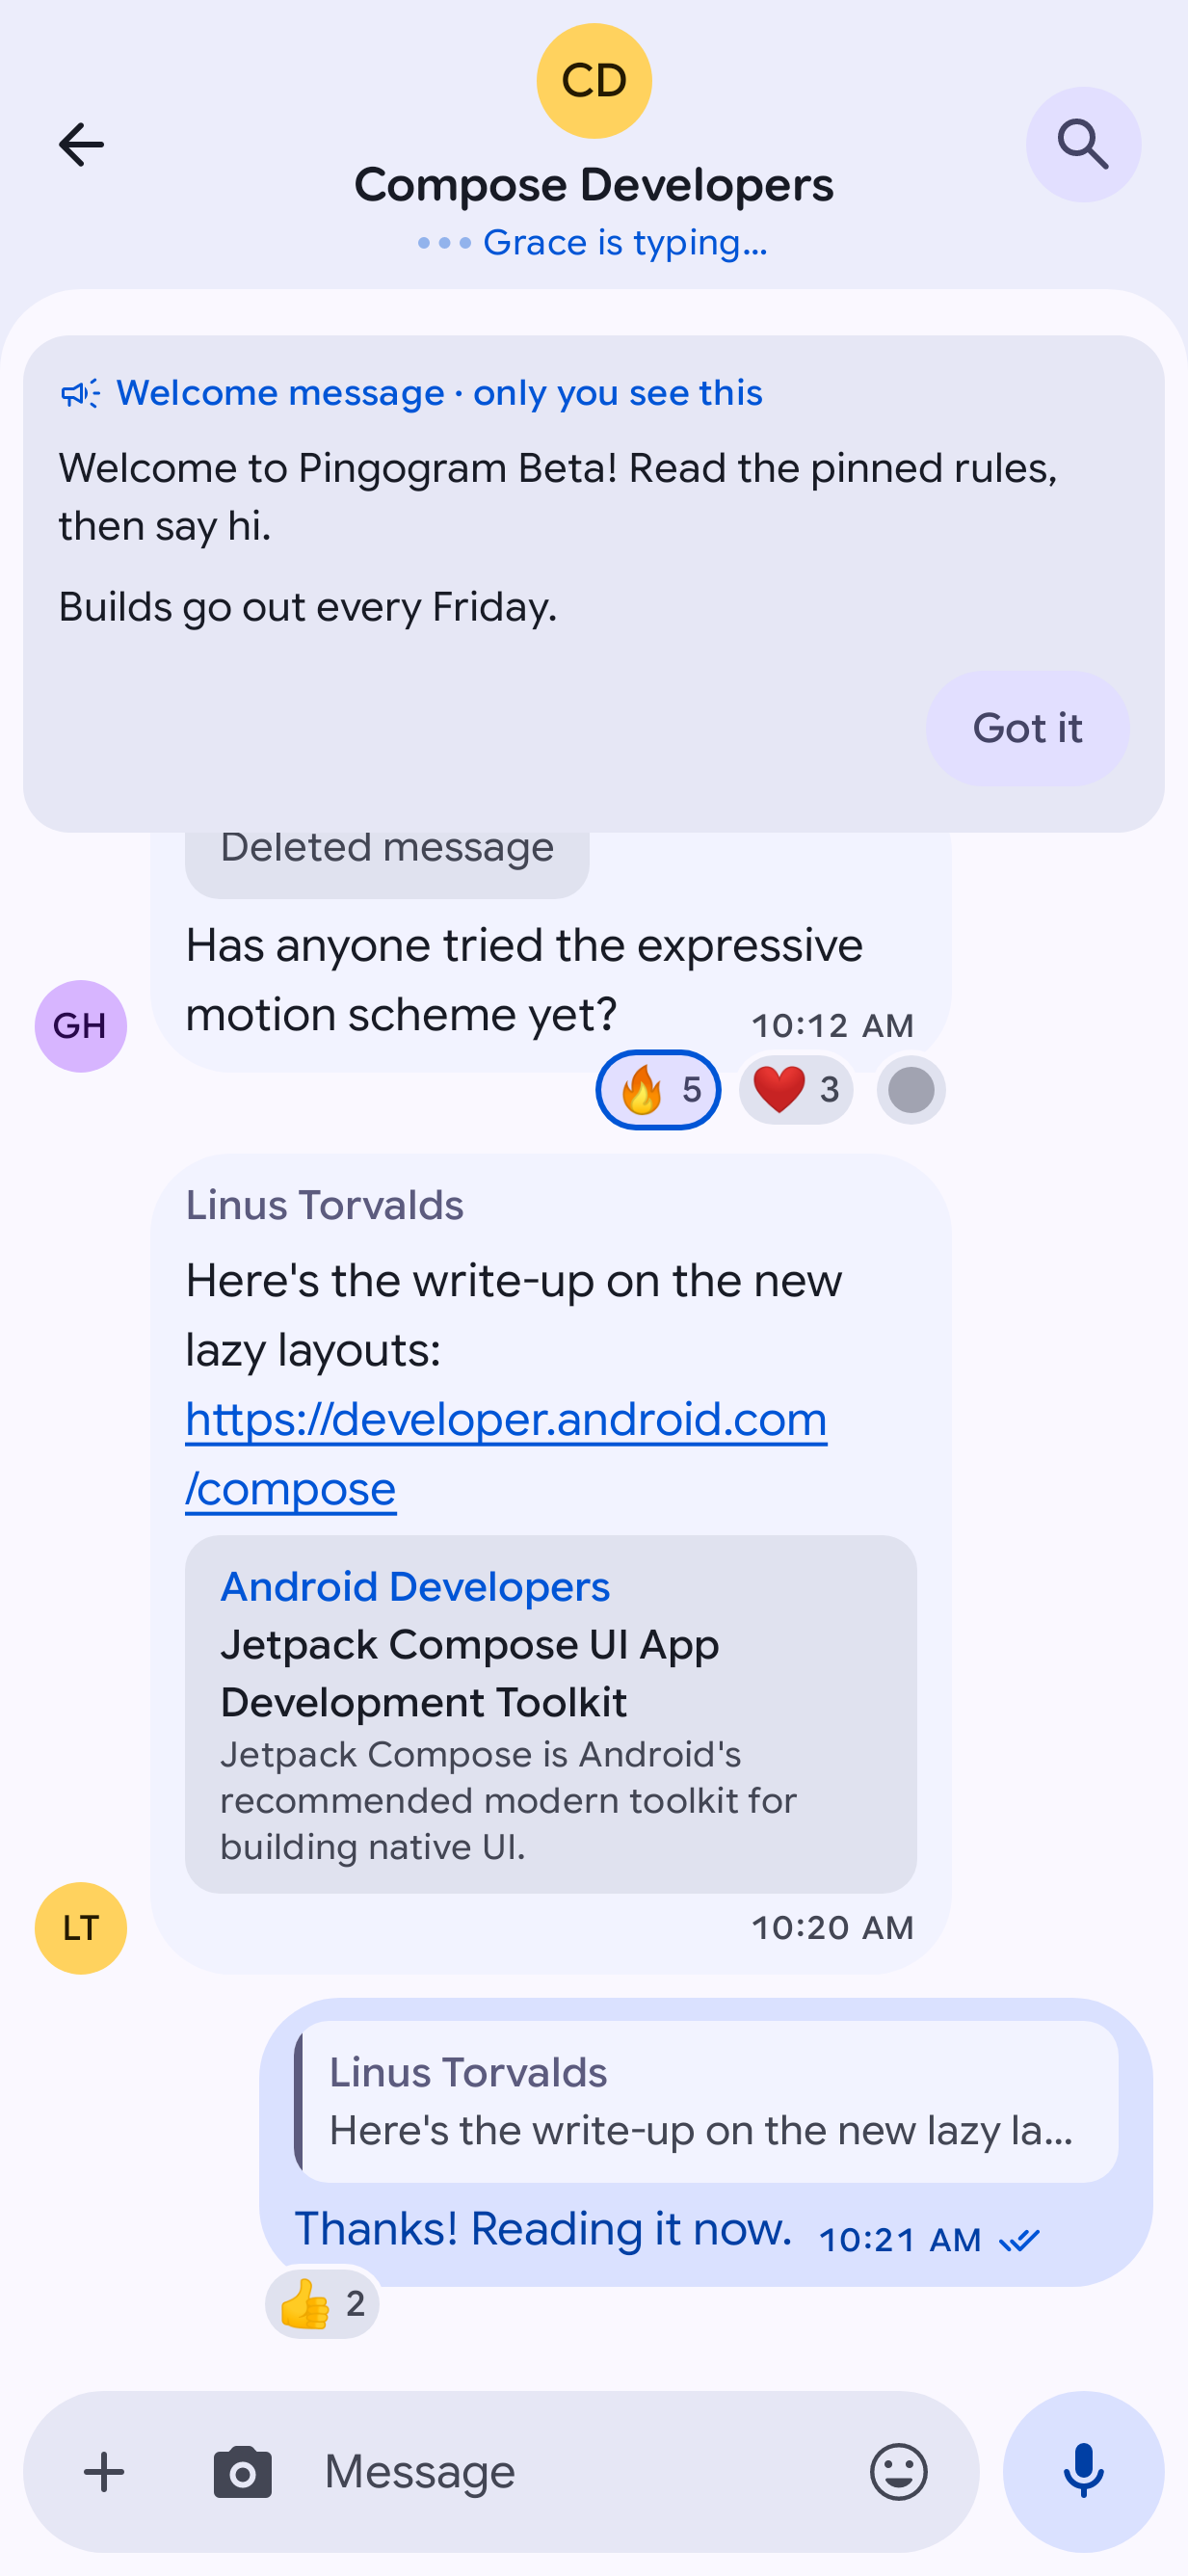 CD
Compose Developers
Grace is typing...
Welcome message · only you see this
Welcome to Pingogram Beta! Read the pinned rules,
then say hi.
Builds go out every Friday.
Got it
Deleted message
Has anyone tried the expressive
motion scheme yet?
10:12 AM
GH
5
3
Linus Torvalds
Here's the write-up on the new
lazy layouts:
https://developer.android.com
/compose
Android Developers
Jetpack Compose UI App
Development Toolkit
Jetpack Compose is Android's
recommended modern toolkit for
building native UI.
LT
10:20 AM
Linus Torvalds
Here's the write-up on the new lazy la...
Thanks! Reading it now.
10:21 AM
2
Message